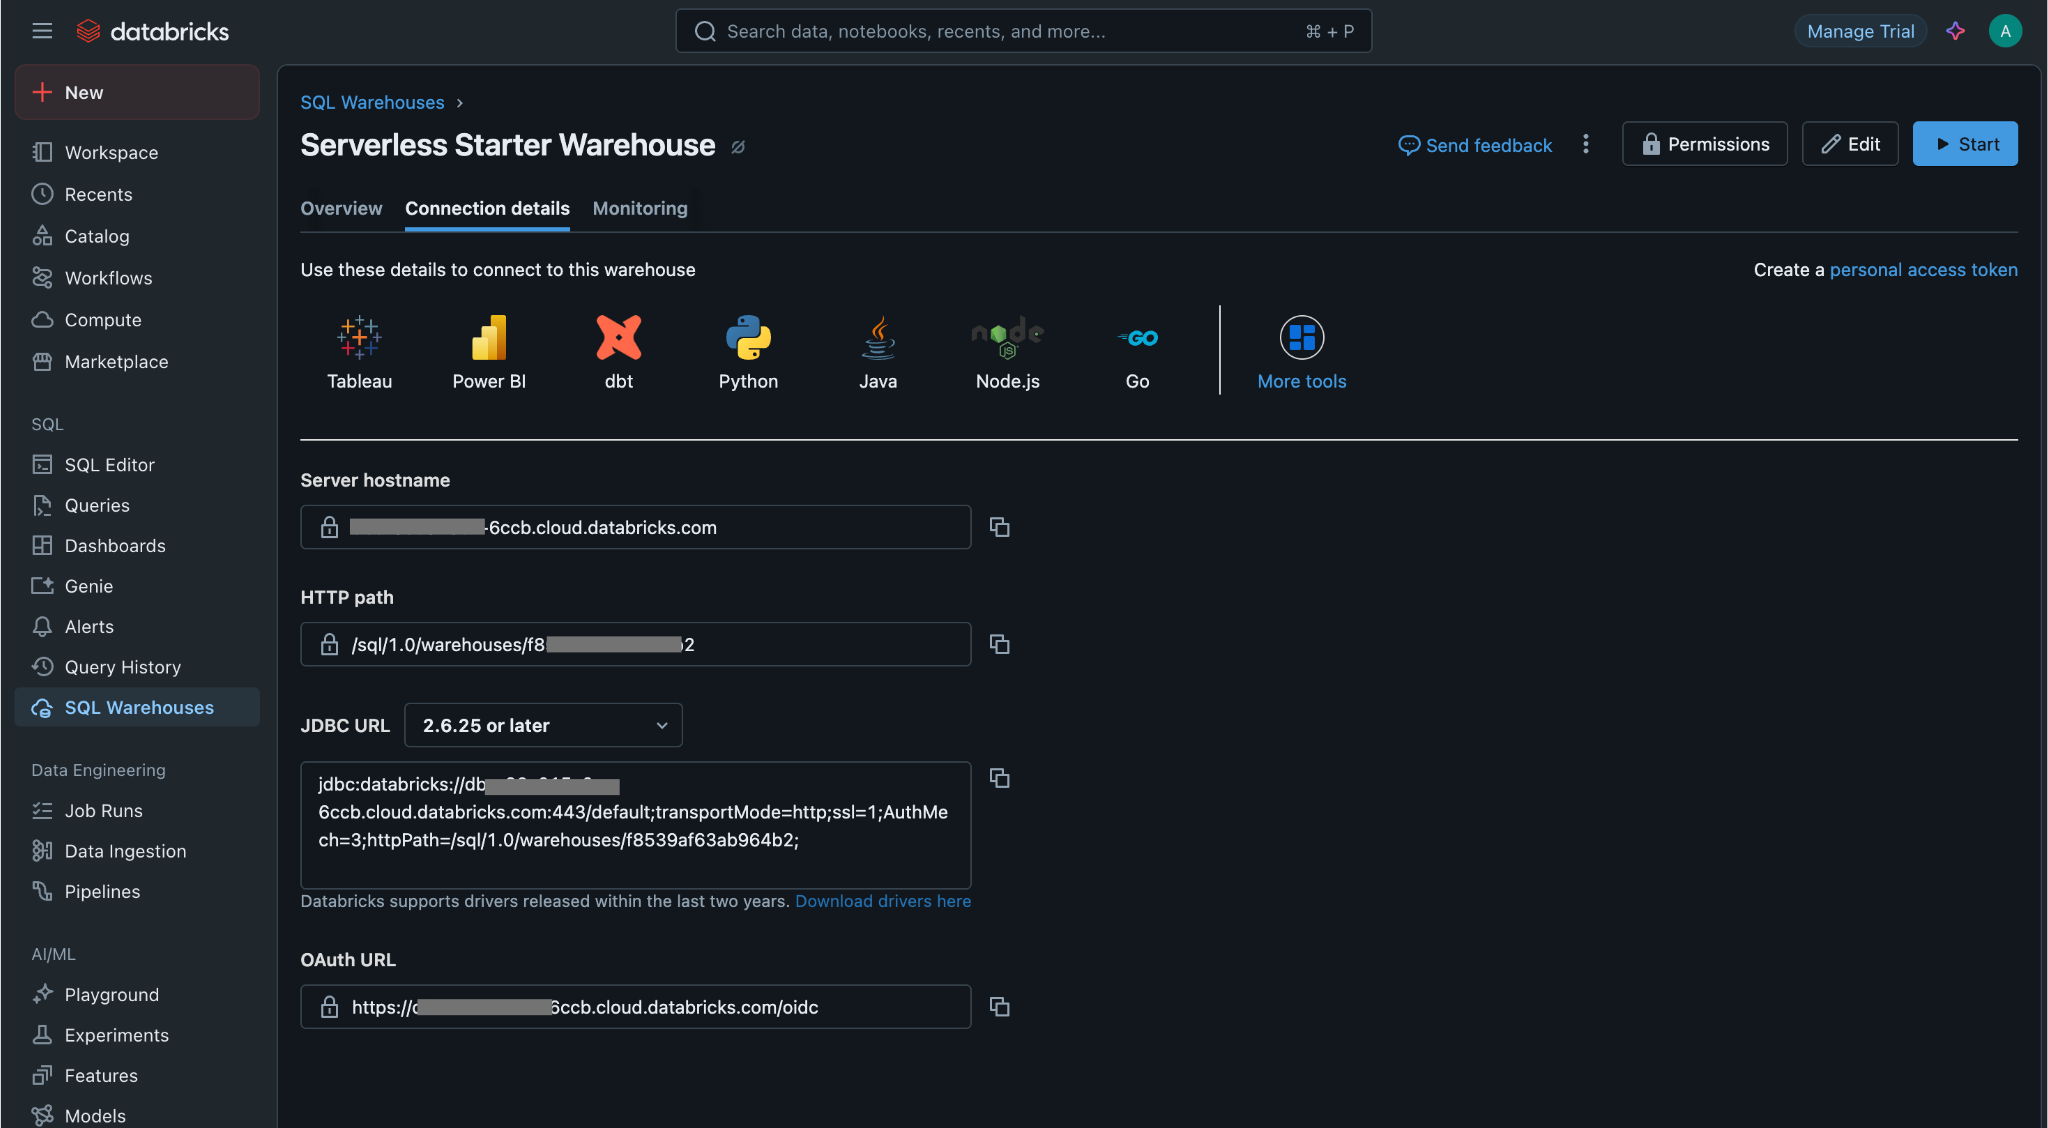 databricks
Search data, notebooks, recents, and more...
⌘ + P
Manage Trial
A
New
Workspace
Recents
Catalog
Workflows
Compute
Marketplace
SQL
SQL Editor
Queries
Dashboards
Genie
Alerts
Query History
SQL Warehouses
Data Engineering
Job Runs
Data Ingestion
Pipelines
AI/ML
Playground
Experiments
Features
Models
SQL Warehouses ›
Serverless Starter Warehouse
Send feedback
Permissions
Edit
Start
Overview
Connection details
Monitoring
Use these details to connect to this warehouse
Create a personal access token
Tableau
Power BI
dbt
Python
Java
node
JS
Node.js
GO
Go
More tools
Server hostname
-6ccb.cloud.databricks.com
HTTP path
/sql/1.0/warehouses/f8 2
JDBC URL
2.6.25 or later
jdbc:databricks://db
6ccb.cloud.databricks.com:443/default;transportMode=http;ssl=1;AuthMe
ch=3;httpPath=/sql/1.0/warehouses/f8539af63ab964b2;
Databricks supports drivers released within the last two years. Download drivers here
OAuth URL
https:// 6ccb.cloud.databricks.com/oidc